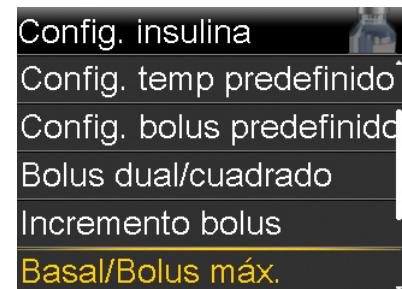 Config. insulina
Config. temp predefinido
Config. bolus predefinido
Bolus dual/cuadrado
Incremento bolus
Basal/Bolus máx.